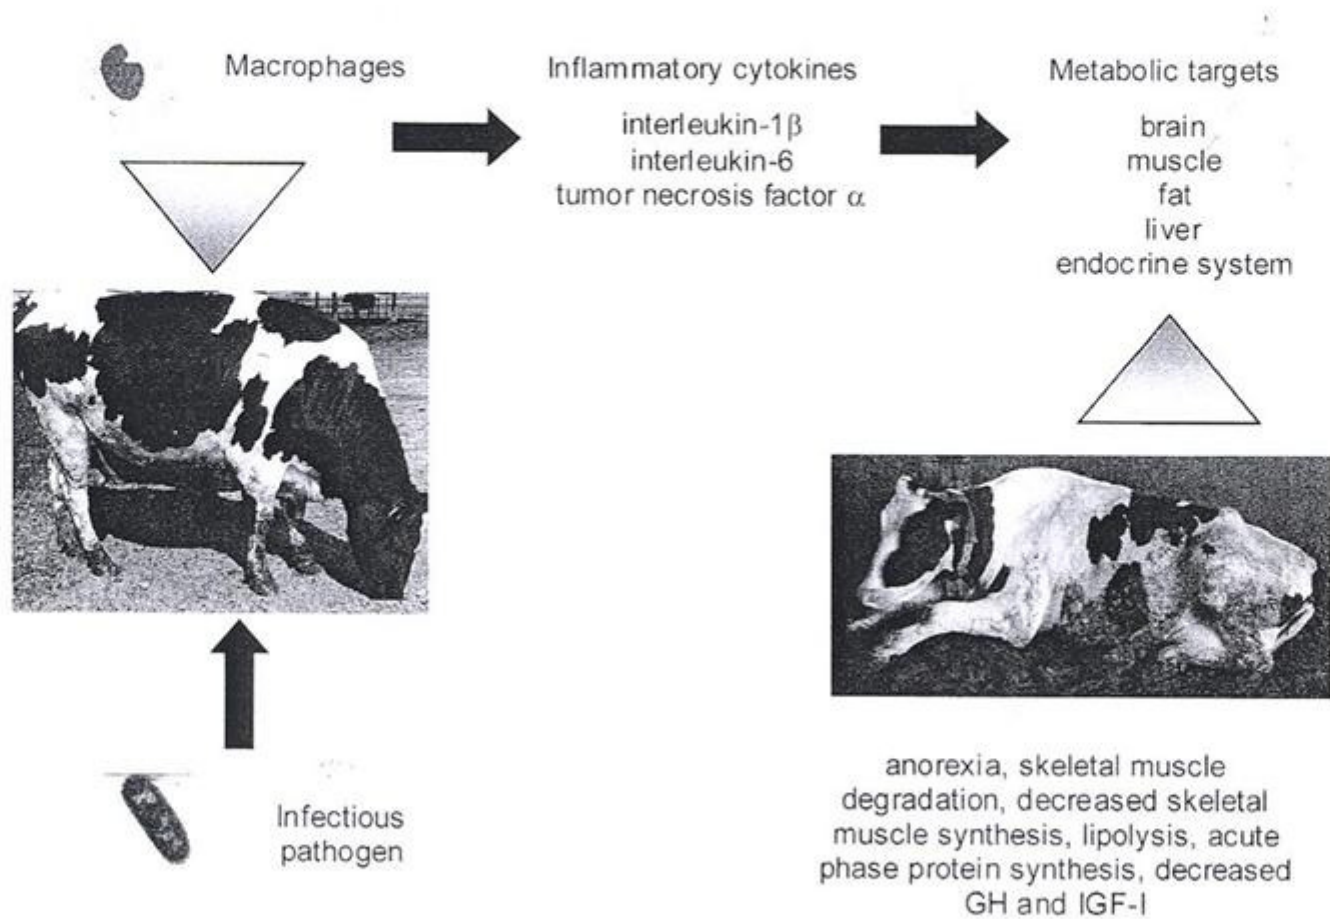 Macrophages
Inflammatory cytokines
interleukin-1β
interleukin-6
tumor necrosis factor α
Metabolic targets
brain
muscle
fat
liver
endocrine system
Infectious
pathogen
anorexia, skeletal muscle
degradation, decreased skeletal
muscle synthesis, lipolysis, acute
phase protein synthesis, decreased
GH and IGF-I